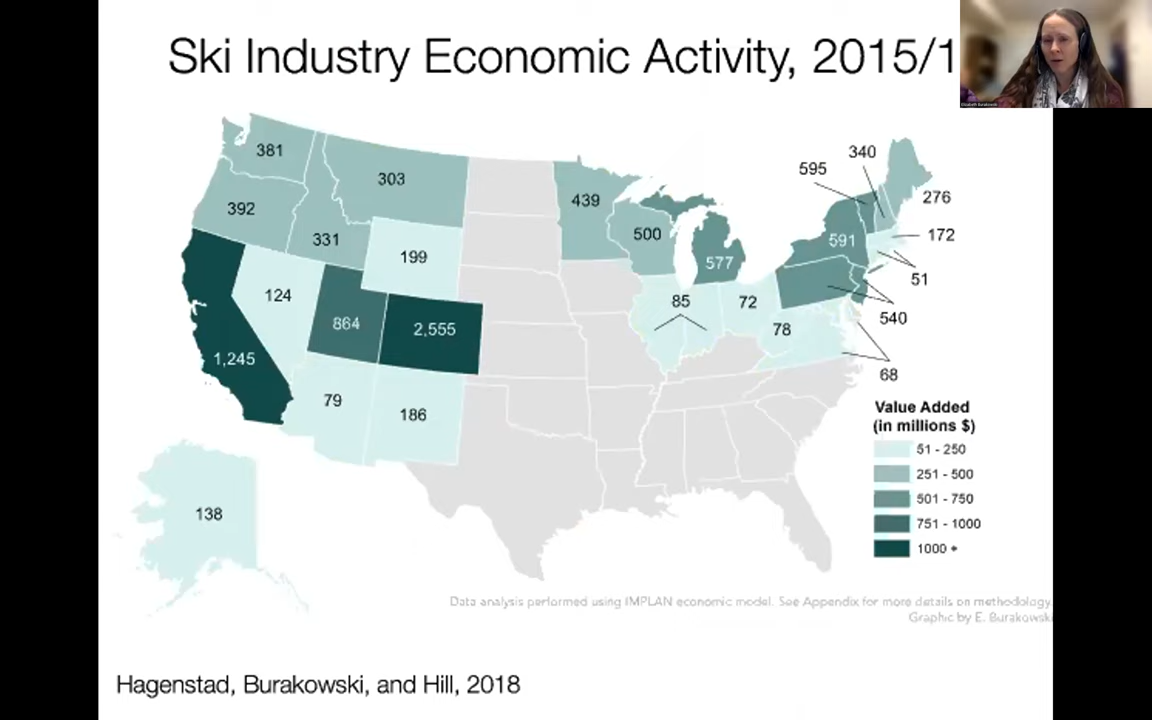 Ski Industry Economic Activity, 2015/1
381
303
392
331
199
124
864
2,555
1,245
79
186
138
439
500
577
85
72
78
595
340
276
591
172
51
540
68
Value Added
(in millions $)
51 - 250
251 - 500
501 - 750
751 - 1000
1000 +
Data analysis performed using IMPLAN economic model. See Appendix for more details on methodology.
Graphic by E. Burakowski
Hagenstad, Burakowski, and Hill, 2018